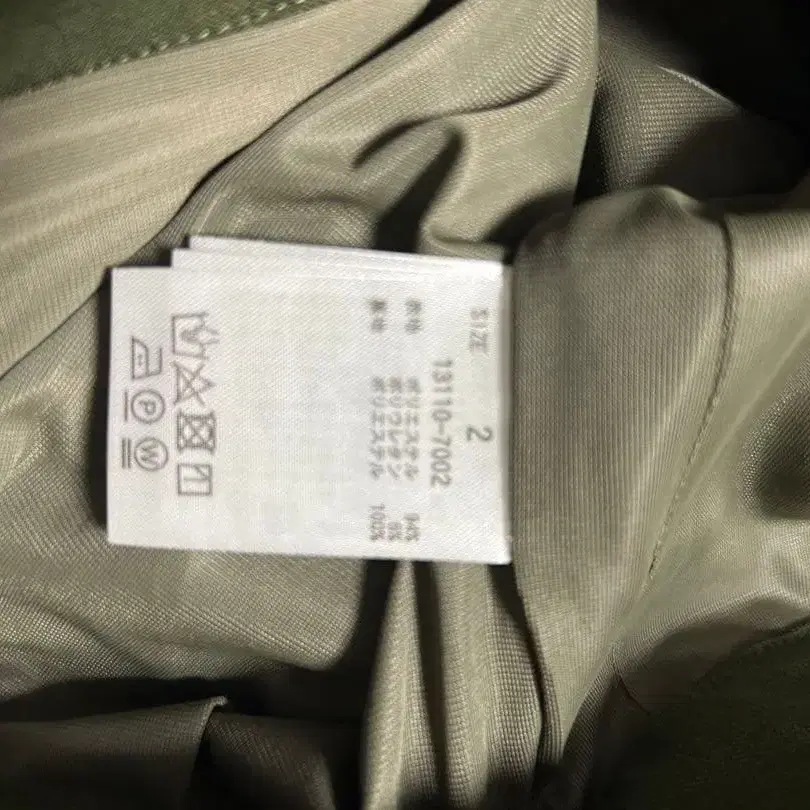 SIZE 2
13110-7002
表地 ポリエステル 94%
ポリウレタン 6%
裏地 ポリエステル 100%
P W